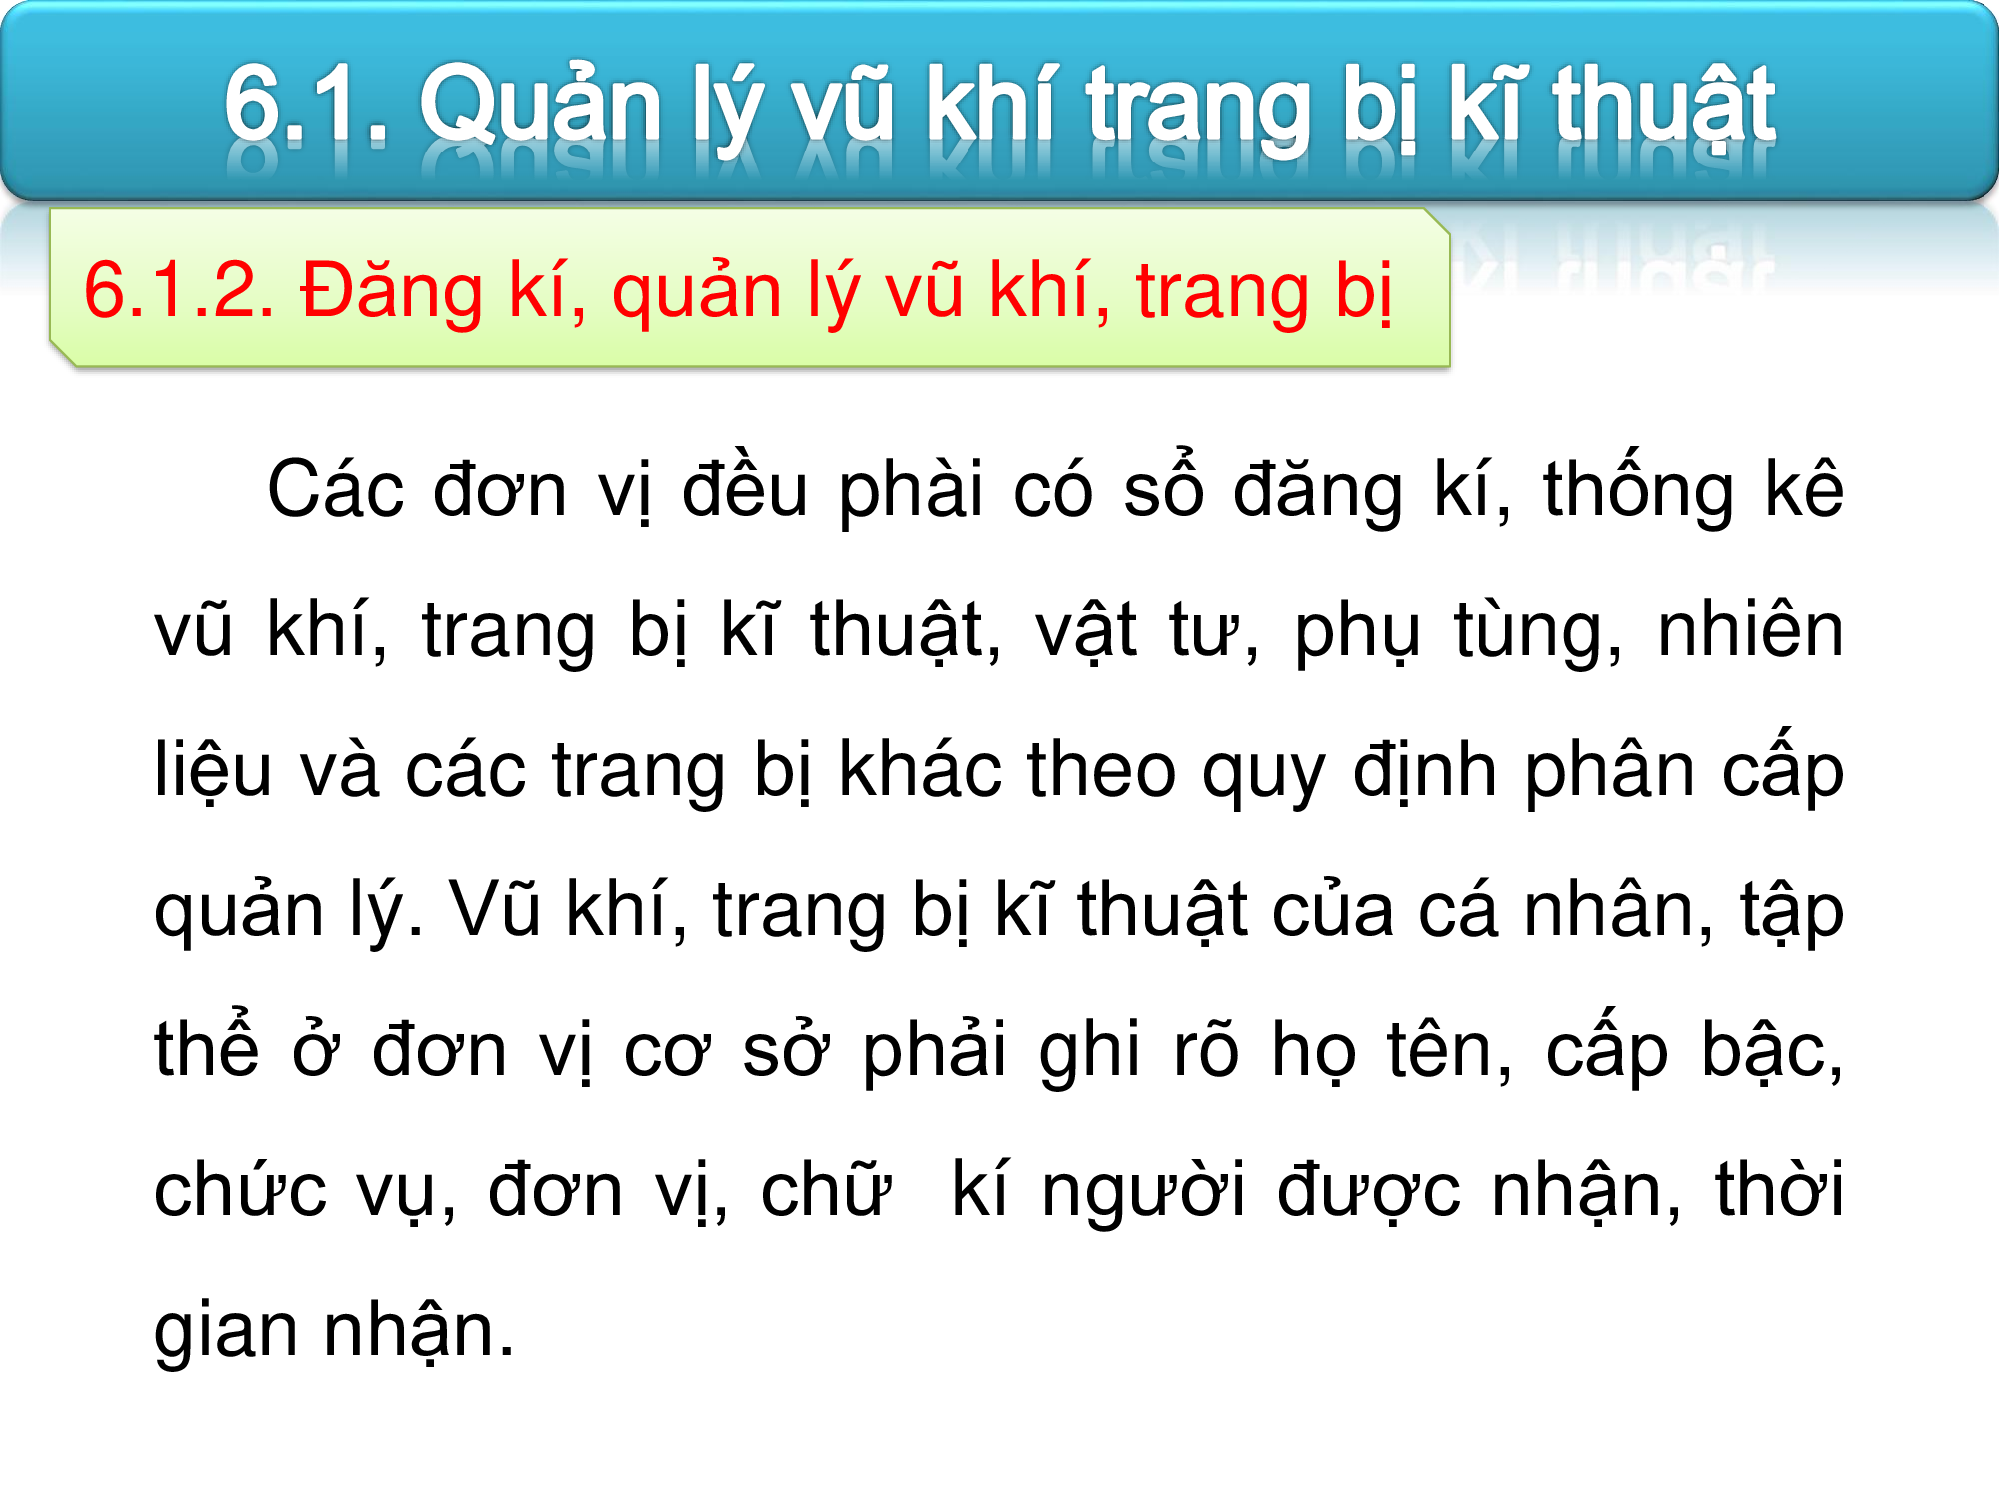 6.1. Quản lý vũ khí trang bị kĩ thuật
6.1.2. Đăng kí, quản lý vũ khí, trang bị
Các đơn vị đều phài có sổ đăng kí, thống kê
vũ khí, trang bị kĩ thuật, vật tư, phụ tùng, nhiên
liệu và các trang bị khác theo quy định phân cấp
quản lý. Vũ khí, trang bị kĩ thuật của cá nhân, tập
thể ở đơn vị cơ sở phải ghi rõ họ tên, cấp bậc,
chức vụ, đơn vị, chữ  kí người được nhận, thời
gian nhận.